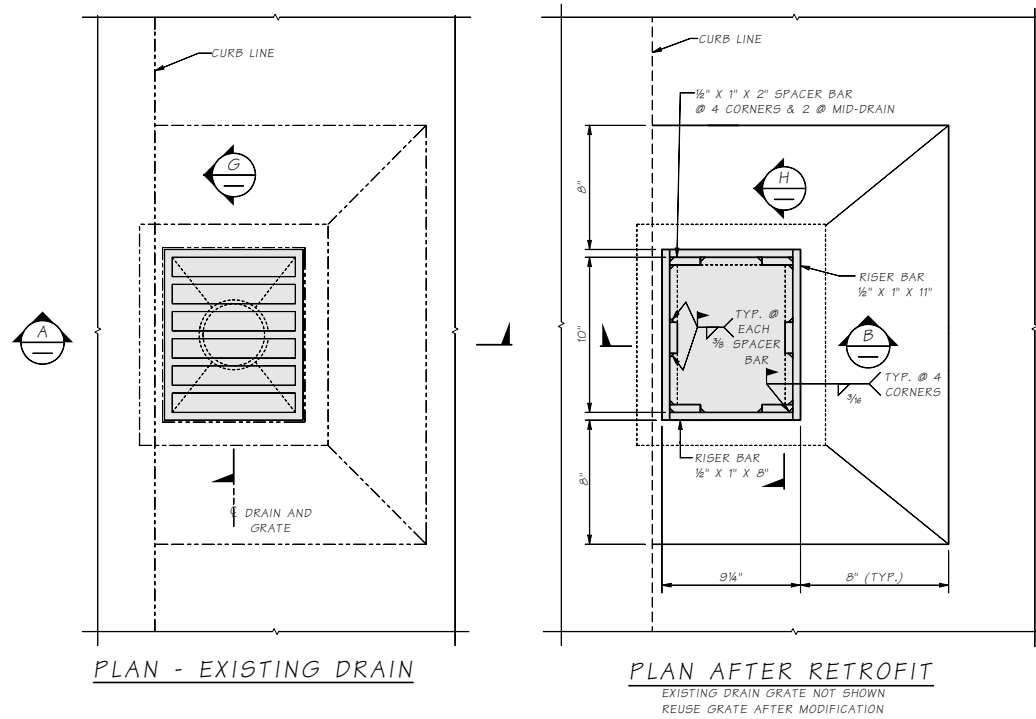 CURB LINE
G
A
℄ DRAIN AND
GRATE
PLAN - EXISTING DRAIN
CURB LINE
½" X 1" X 2" SPACER BAR
@ 4 CORNERS & 2 @ MID-DRAIN
8"
H
RISER BAR
½" X 1" X 11"
10"
TYP. @
EACH
SPACER
BAR
3/8
B
TYP. @ 4
CORNERS
3/16
RISER BAR
½" X 1" X 8"
8"
9¼"
8" (TYP.)
PLAN AFTER RETROFIT
EXISTING DRAIN GRATE NOT SHOWN
REUSE GRATE AFTER MODIFICATION